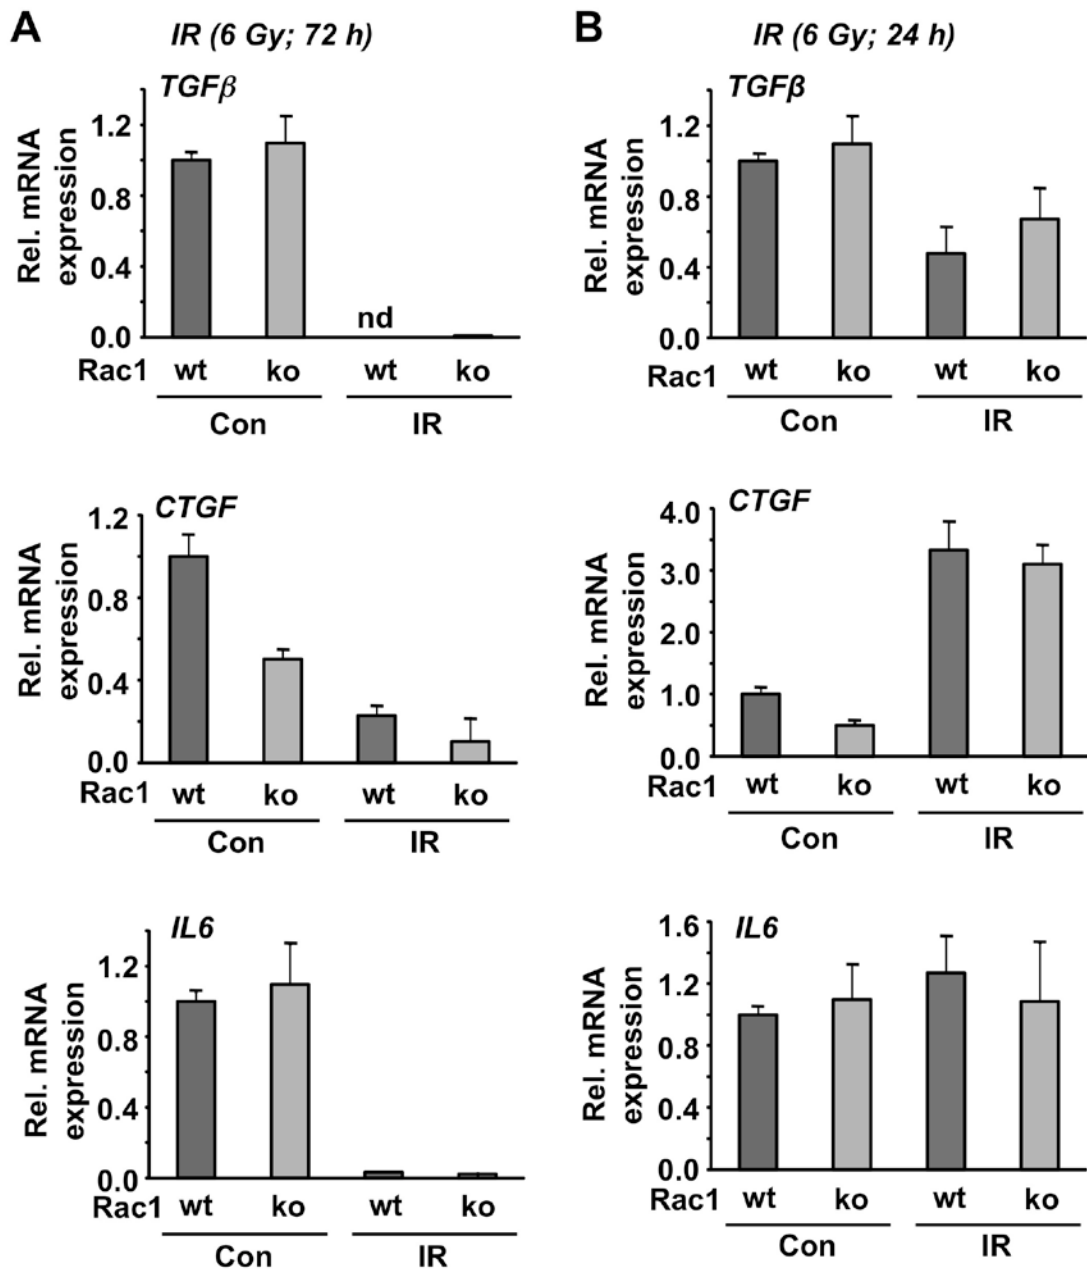 A
IR (6 Gy; 72 h)
TGFβ
Rel. mRNA
expression
1.2
0.8
0.4
0.0
nd
Rac1 wt ko wt ko
Con IR
CTGF
Rel. mRNA
expression
1.2
0.8
0.4
0.0
Rac1 wt ko wt ko
Con IR
IL6
Rel. mRNA
expression
1.2
0.8
0.4
0.0
Rac1 wt ko wt ko
Con IR
B
IR (6 Gy; 24 h)
TGFβ
Rel. mRNA
expression
1.2
0.8
0.4
0.0
Rac1 wt ko wt ko
Con IR
CTGF
Rel. mRNA
expression
4.0
3.0
2.0
1.0
0.0
Rac1 wt ko wt ko
Con IR
IL6
Rel. mRNA
expression
1.6
1.2
0.8
0.4
0.0
Rac1 wt ko wt ko
Con IR